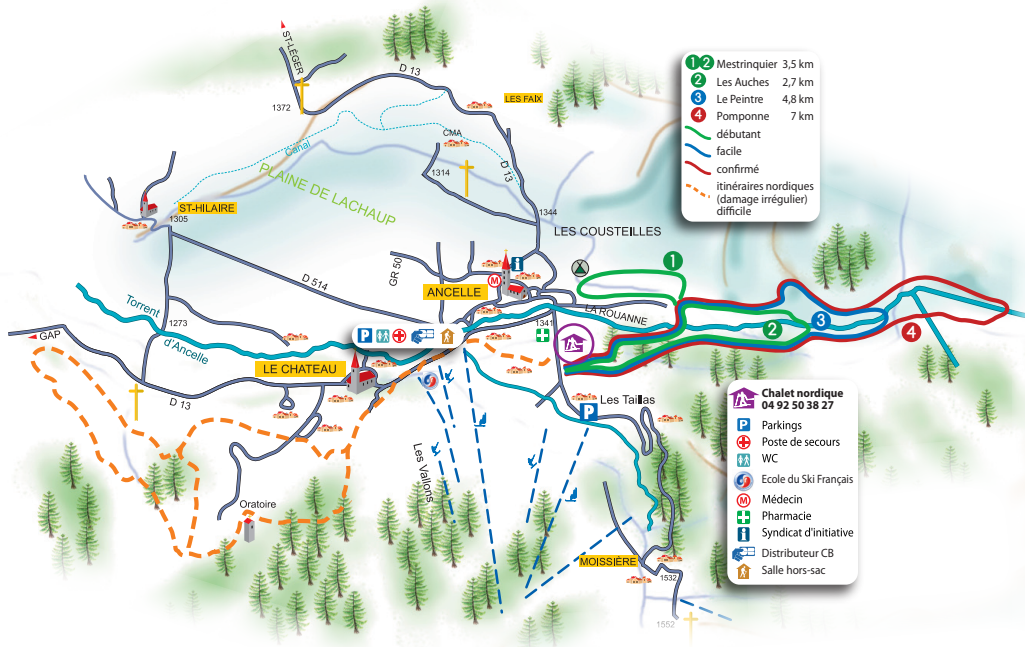 ST-LÉGER
D 13
1372
LES FAÏX
Canal
CMA
PLAINE DE LACHAUP
1314
D 13
ST-HILAIRE
1305
1344
LES COUSTEILLES
GR 50
D 514
M
i
ANCELLE
LA ROUANNE
1
2
3
4
Torrent
d'Ancelle
1273
GAP
P
1341
LE CHATEAU
D 13
Les Taillas
P
Les Vallons
Oratoire
MOISSIÈRE
1532
1552
1 2 Mestrinquier 3,5 km
2 Les Auches 2,7 km
3 Le Peintre 4,8 km
4 Pomponne 7 km
débutant
facile
confirmé
itinéraires nordiques
(damage irrégulier)
difficile
Chalet nordique
04 92 50 38 27
P Parkings
Poste de secours
WC
Ecole du Ski Français
M Médecin
Pharmacie
i Syndicat d'initiative
Distributeur CB
Salle hors-sac